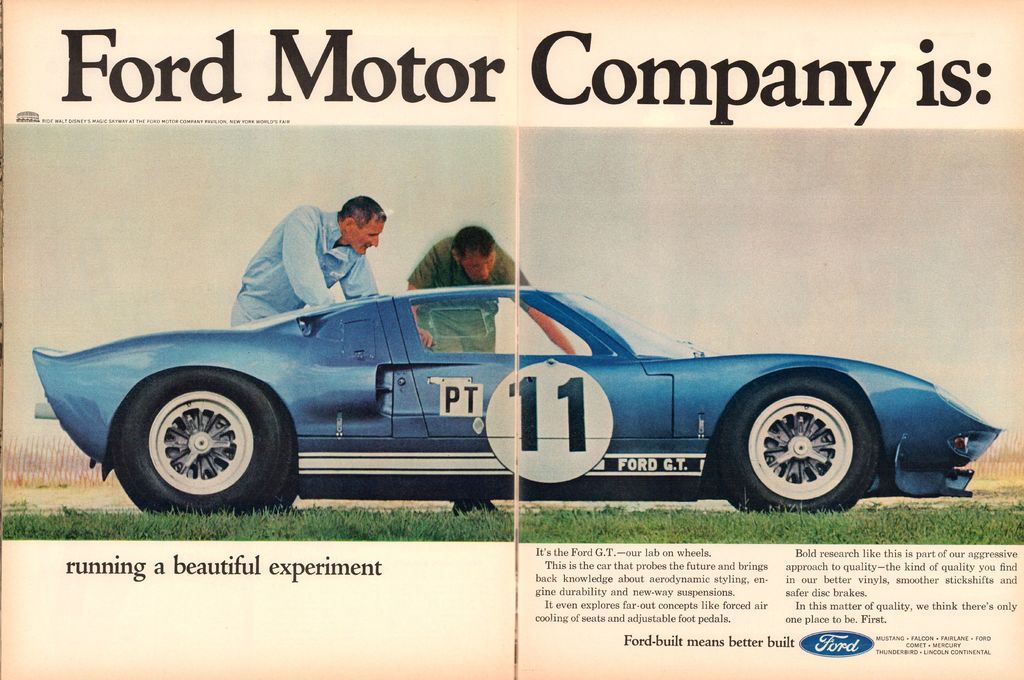 Ford Motor Company is:
RIDE WALT DISNEY'S MAGIC SKYWAY AT THE FORD MOTOR COMPANY PAVILION, NEW YORK WORLD'S FAIR
PT
11
FORD G.T.
running a beautiful experiment
It's the Ford G.T.—our lab on wheels.
This is the car that probes the future and brings
back knowledge about aerodynamic styling, en-
gine durability and new-way suspensions.
It even explores far-out concepts like forced air
cooling of seats and adjustable foot pedals.
Bold research like this is part of our aggressive
approach to quality—the kind of quality you find
in our better vinyls, smoother stickshifts and
safer disc brakes.
In this matter of quality, we think there's only
one place to be. First.
Ford-built means better built
Ford
MUSTANG • FALCON • FAIRLANE • FORD
COMET • MERCURY
THUNDERBIRD • LINCOLN CONTINENTAL